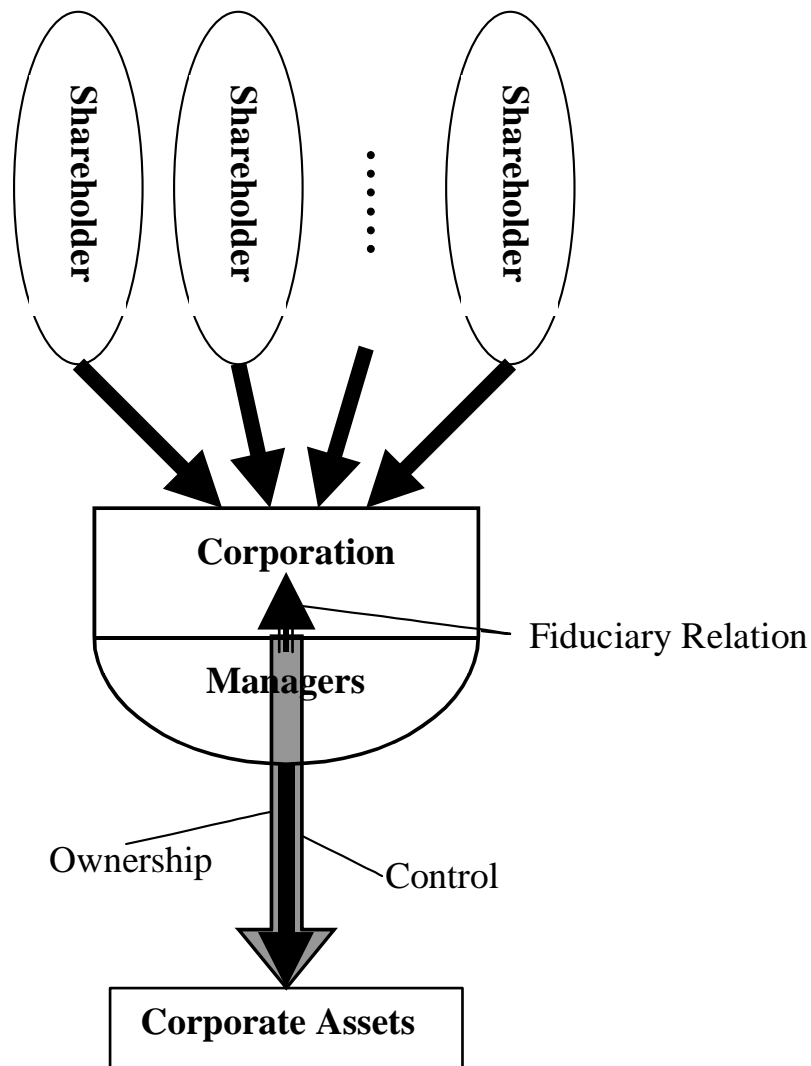 Shareholder
Shareholder
......
Shareholder
Corporation
Fiduciary Relation
Managers
Ownership
Control
Corporate Assets